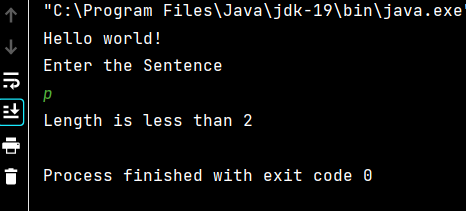 "C:\Program Files\Java\jdk-19\bin\java.exe"
Hello world!
Enter the Sentence
p
Length is less than 2
Process finished with exit code 0